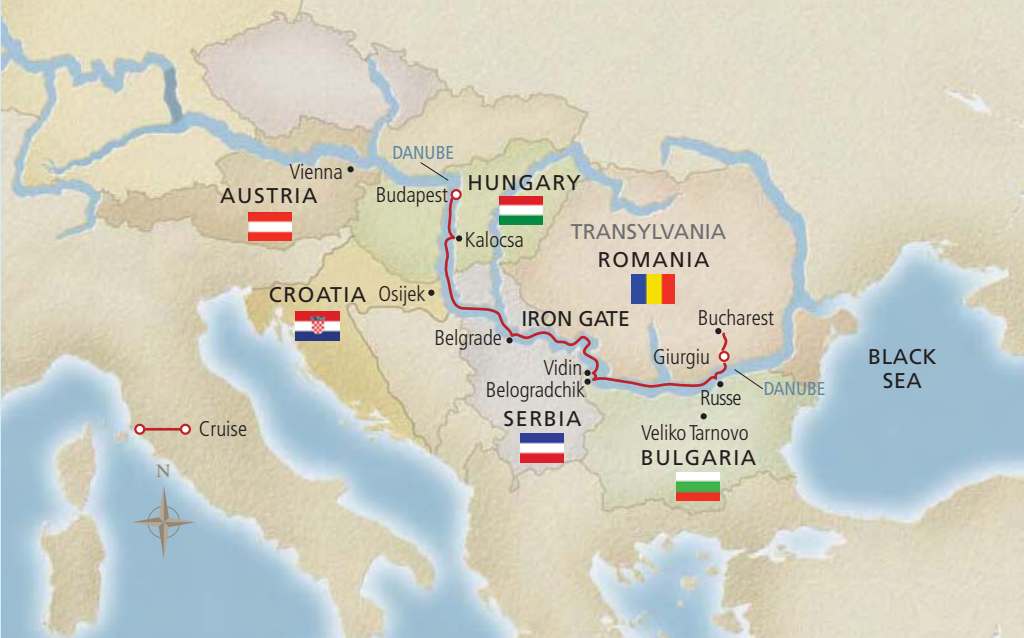 DANUBE
Vienna
HUNGARY
AUSTRIA
Budapest
TRANSYLVANIA
Kalocsa
ROMANIA
CROATIA
Osijek
IRON GATE
Bucharest
Belgrade
Giurgiu
BLACK
SEA
Vidin
Belogradchik
DANUBE
Russe
SERBIA
Cruise
Veliko Tarnovo
BULGARIA
N